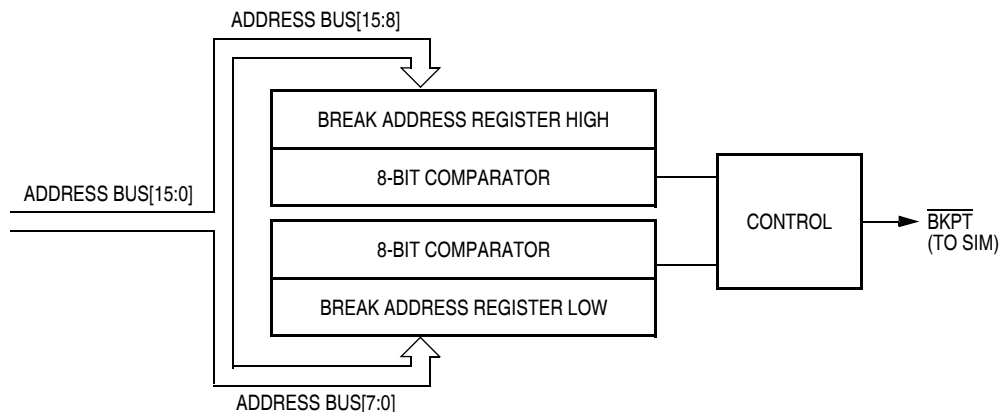 ADDRESS BUS[15:8]
BREAK ADDRESS REGISTER HIGH
8-BIT COMPARATOR
ADDRESS BUS[15:0]
CONTROL
BKPT
(TO SIM)
8-BIT COMPARATOR
BREAK ADDRESS REGISTER LOW
ADDRESS BUS[7:0]